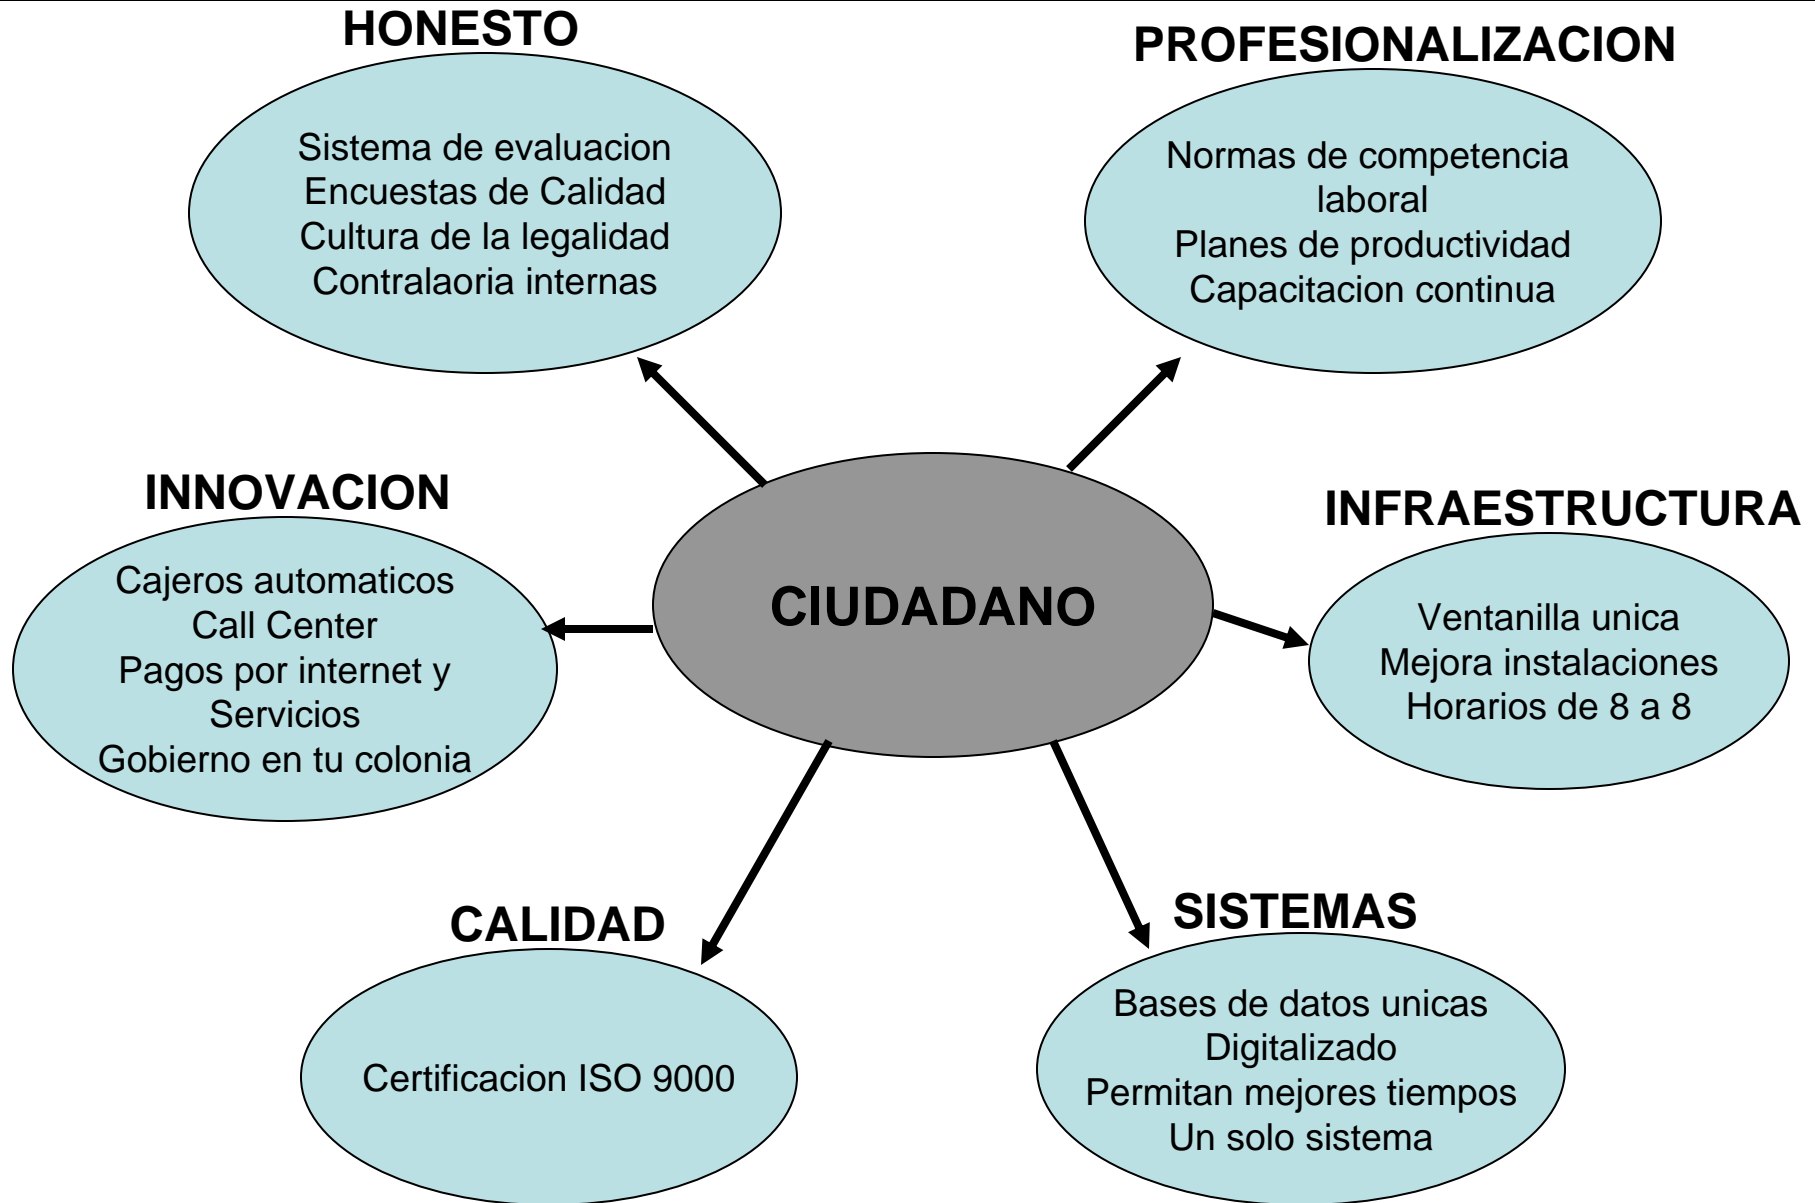 HONESTO
Sistema de evaluacion
Encuestas de Calidad
Cultura de la legalidad
Contralaoria internas
PROFESIONALIZACION
Normas de competencia
laboral
Planes de productividad
Capacitacion continua
INNOVACION
Cajeros automaticos
Call Center
Pagos por internet y
Servicios
Gobierno en tu colonia
CIUDADANO
INFRAESTRUCTURA
Ventanilla unica
Mejora instalaciones
Horarios de 8 a 8
CALIDAD
Certificacion ISO 9000
SISTEMAS
Bases de datos unicas
Digitalizado
Permitan mejores tiempos
Un solo sistema